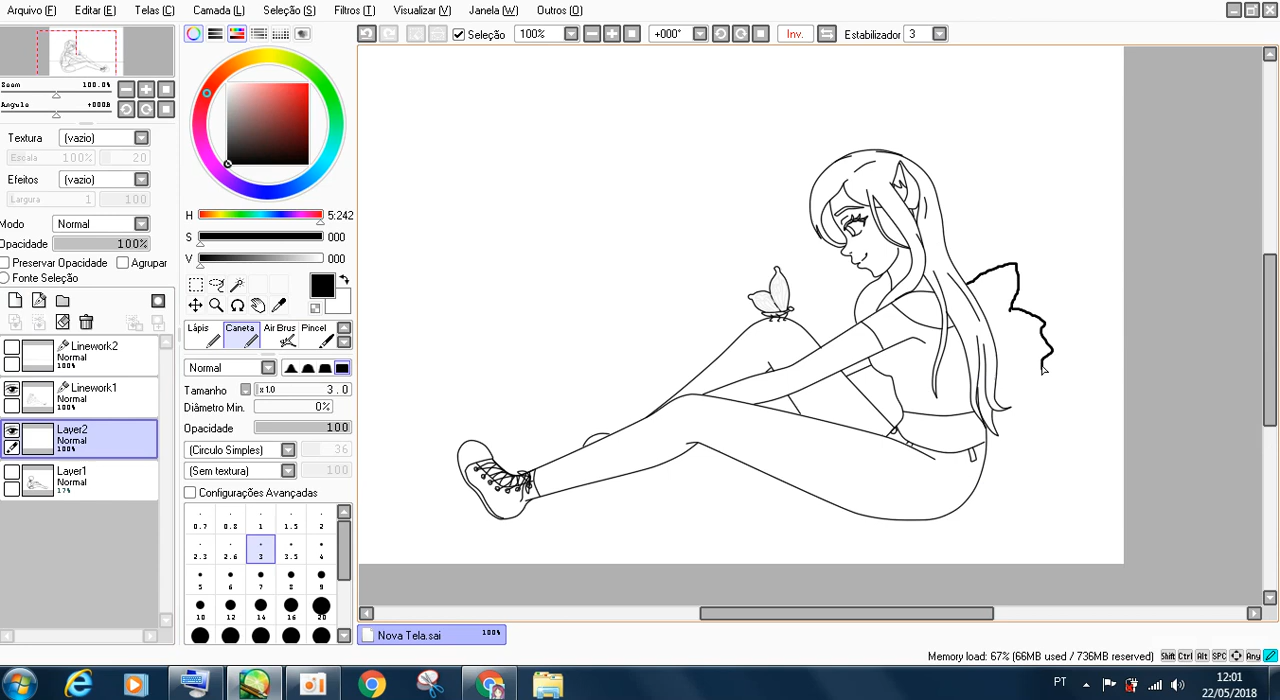 Arquivo (F) Editar (E) Telas (C) Camada (L) Seleção (S) Filtros (T) Visualizar (V) Janela (W) Outros (O)
Seleção 100% +000° Inv. Estabilizador 3
Zoom 100.0%
Angulo +000B
Textura (vazio)
Escala 100% 20
Efeitos (vazio)
Largura 1 100
Modo Normal
Opacidade 100%
Preservar Opacidade Agrupar
Fonte Seleção
Linework2
Normal
100%
Linework1
Normal
100%
Layer2
Normal
100%
Layer1
Normal
17%
H 5:242
S 000
V 000
Lápis Caneta Air Brus Pincel
Normal
Tamanho x 1.0 3.0
Diâmetro Min. 0%
Opacidade 100
(Circulo Simples) 36
(Sem textura) 100
Configurações Avançadas
0.7 0.8 1 1.5 2
2.3 2.6 3 3.5 4
5 6 7 8 9
10 12 14 16 20
Nova Tela.sai 100%
Memory load: 67% (66MB used / 736MB reserved) Shift Ctrl Alt SPC Any
PT 12:01
22/05/2018